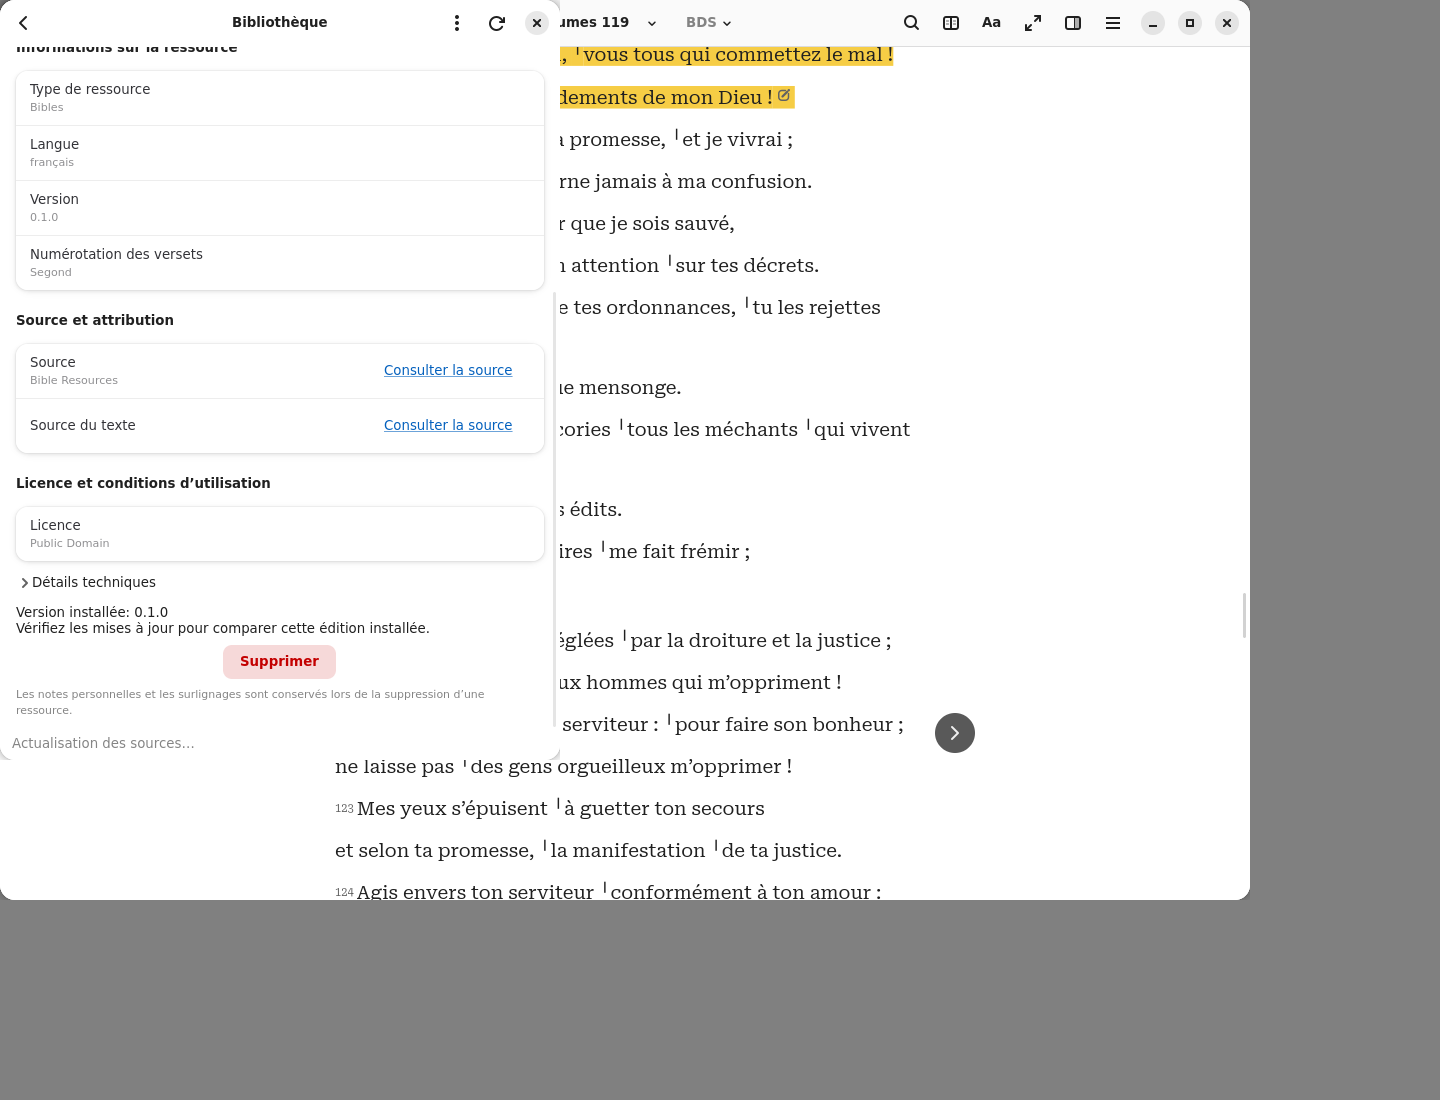 Bibliothèque
Informations sur la ressource
Type de ressource
Bibles
Langue
français
Version
0.1.0
Numérotation des versets
Segond
Source et attribution
Source
Bible Resources
Consulter la source
Source du texte
Consulter la source
Licence et conditions d’utilisation
Licence
Public Domain
Détails techniques
Version installée: 0.1.0
Vérifiez les mises à jour pour comparer cette édition installée.
Supprimer
Les notes personnelles et les surlignages sont conservés lors de la suppression d’une
ressource.
Actualisation des sources…
umes 119
BDS
Aa
, ╵vous tous qui commettez le mal !
dements de mon Dieu !
a promesse, ╵et je vivrai ;
rne jamais à ma confusion.
r que je sois sauvé,
n attention ╵sur tes décrets.
e tes ordonnances, ╵tu les rejettes
ue mensonge.
cories ╵tous les méchants ╵qui vivent
s édits.
ires ╵me fait frémir ;
églées ╵par la droiture et la justice ;
ux hommes qui m’oppriment !
serviteur : ╵pour faire son bonheur ;
ne laisse pas ╵des gens orgueilleux m’opprimer !
123 Mes yeux s’épuisent ╵à guetter ton secours
et selon ta promesse, ╵la manifestation ╵de ta justice.
124 Agis envers ton serviteur ╵conformément à ton amour :